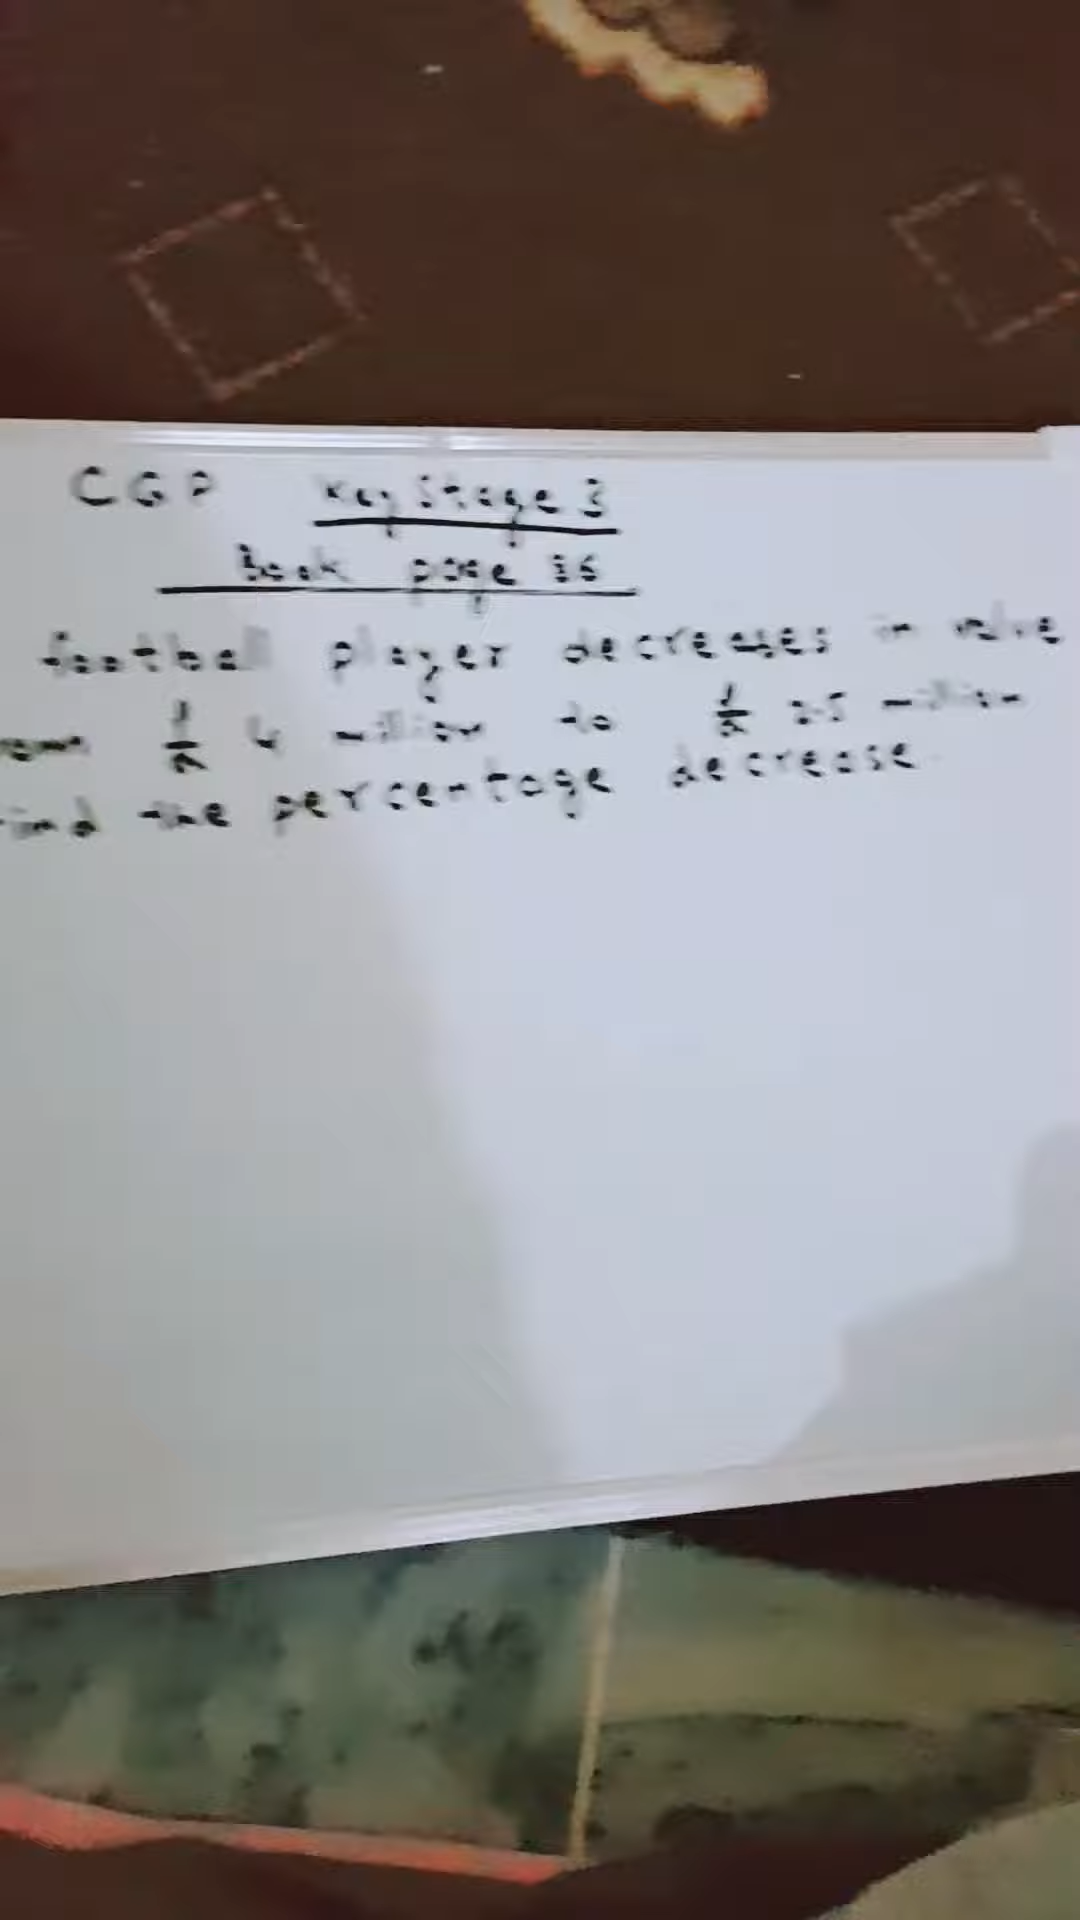 CGP Key Stage 3
Book page 36
football player decreases in value
£ 4 million to £ 2.5 million
find the percentage decrease.